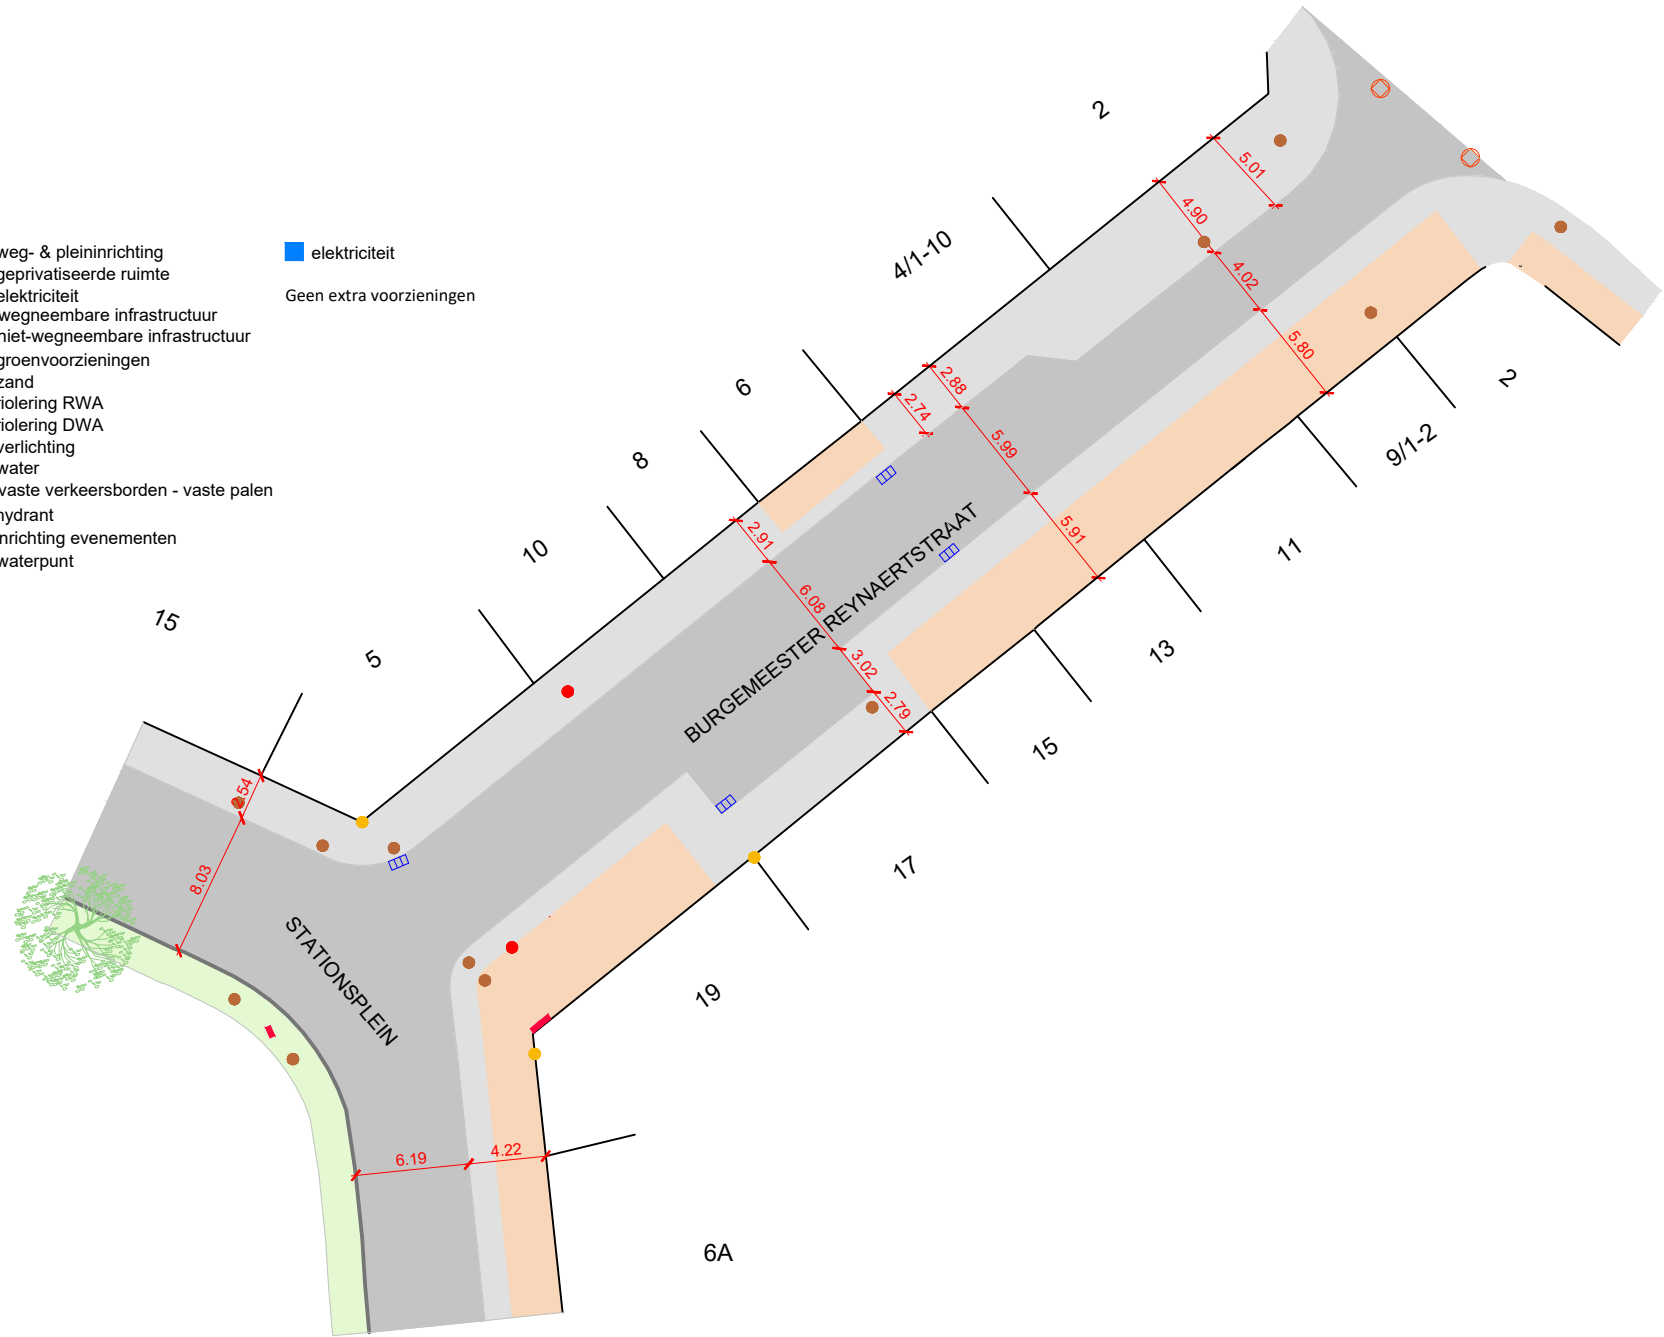 weg- & pleininrichting
geprivatiseerde ruimte
elektriciteit
wegneembare infrastructuur
niet-wegneembare infrastructuur
groenvoorzieningen
zand
riolering RWA
riolering DWA
verlichting
water
vaste verkeersborden - vaste palen
hydrant
inrichting evenementen
waterpunt
elektriciteit
Geen extra voorzieningen
2
5.01
4.90
4/1-10
4.02
5.80
2
6
2.88
2.74
9/1-2
8
5.99
10
2.91
5.91
11
6.08
BURGEMEESTER REYNAERTSTRAAT
15
5
3.02
13
2.79
15
.54
8.03
17
STATIONSPLEIN
19
6.19
4.22
6A